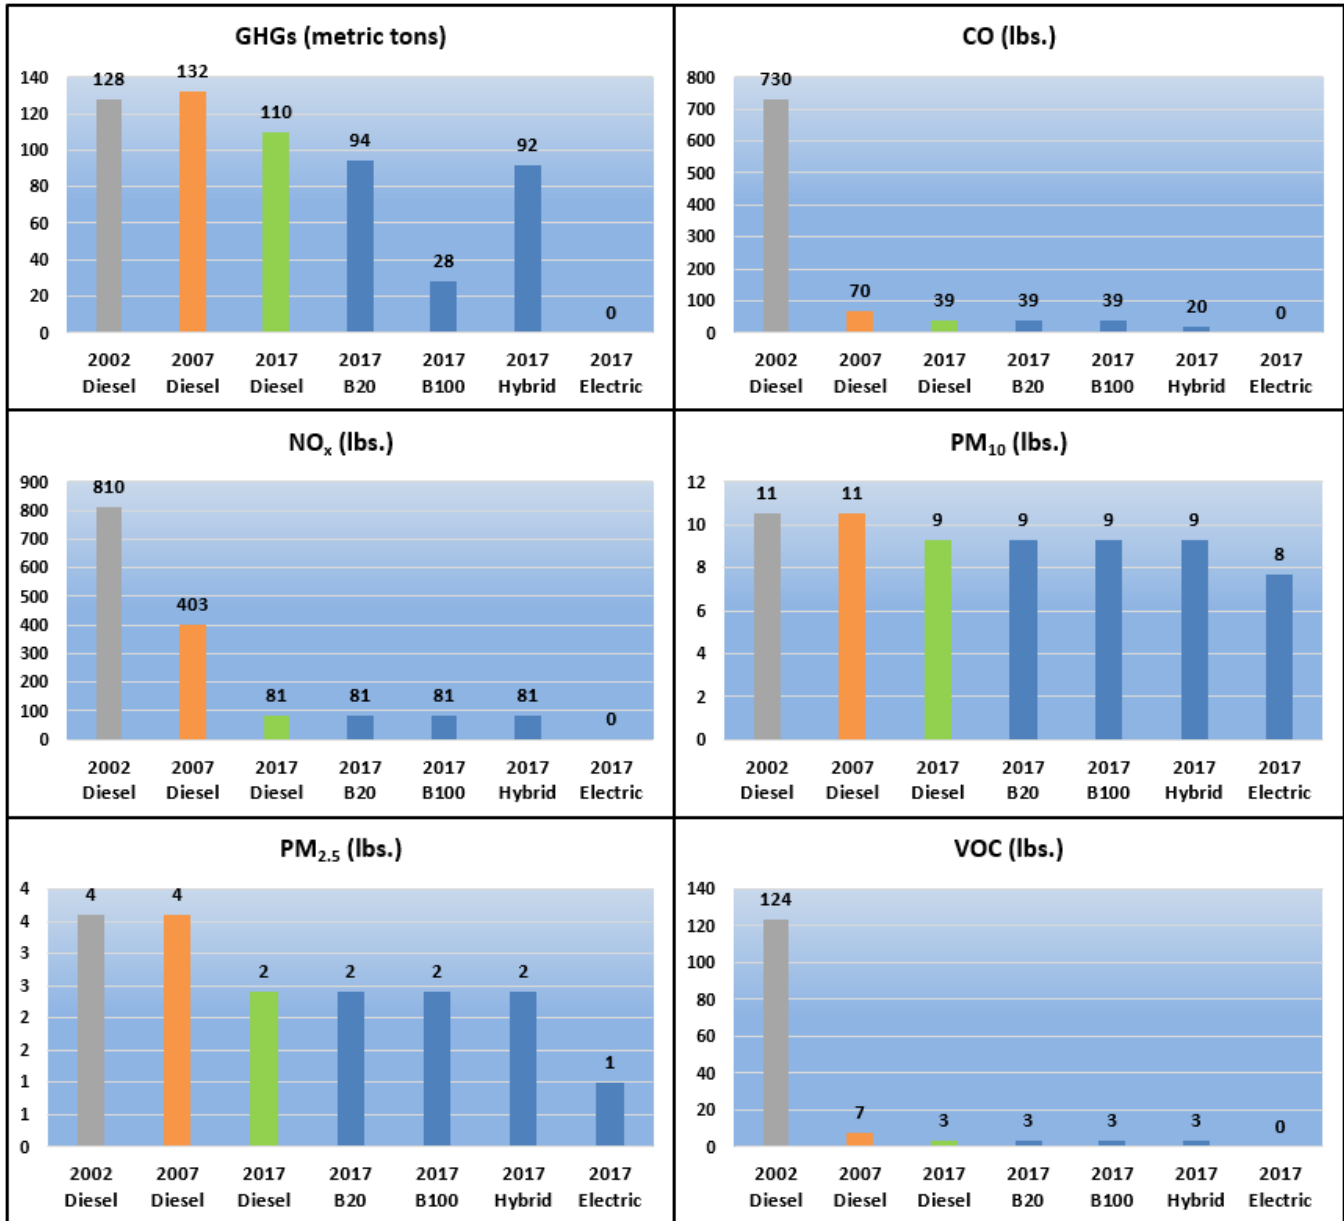 GHGs (metric tons)
140
120
100
80
60
40
20
0
128
132
110
94
28
92
0
2002 Diesel
2007 Diesel
2017 Diesel
2017 B20
2017 B100
2017 Hybrid
2017 Electric
CO (lbs.)
800
700
600
500
400
300
200
100
0
730
70
39
39
39
20
0
2002 Diesel
2007 Diesel
2017 Diesel
2017 B20
2017 B100
2017 Hybrid
2017 Electric
NOx (lbs.)
900
800
700
600
500
400
300
200
100
0
810
403
81
81
81
81
0
2002 Diesel
2007 Diesel
2017 Diesel
2017 B20
2017 B100
2017 Hybrid
2017 Electric
PM10 (lbs.)
12
10
8
6
4
2
0
11
11
9
9
9
9
8
2002 Diesel
2007 Diesel
2017 Diesel
2017 B20
2017 B100
2017 Hybrid
2017 Electric
PM2.5 (lbs.)
4
4
3
3
2
2
1
1
0
4
4
2
2
2
2
1
2002 Diesel
2007 Diesel
2017 Diesel
2017 B20
2017 B100
2017 Hybrid
2017 Electric
VOC (lbs.)
140
120
100
80
60
40
20
0
124
7
3
3
3
3
0
2002 Diesel
2007 Diesel
2017 Diesel
2017 B20
2017 B100
2017 Hybrid
2017 Electric